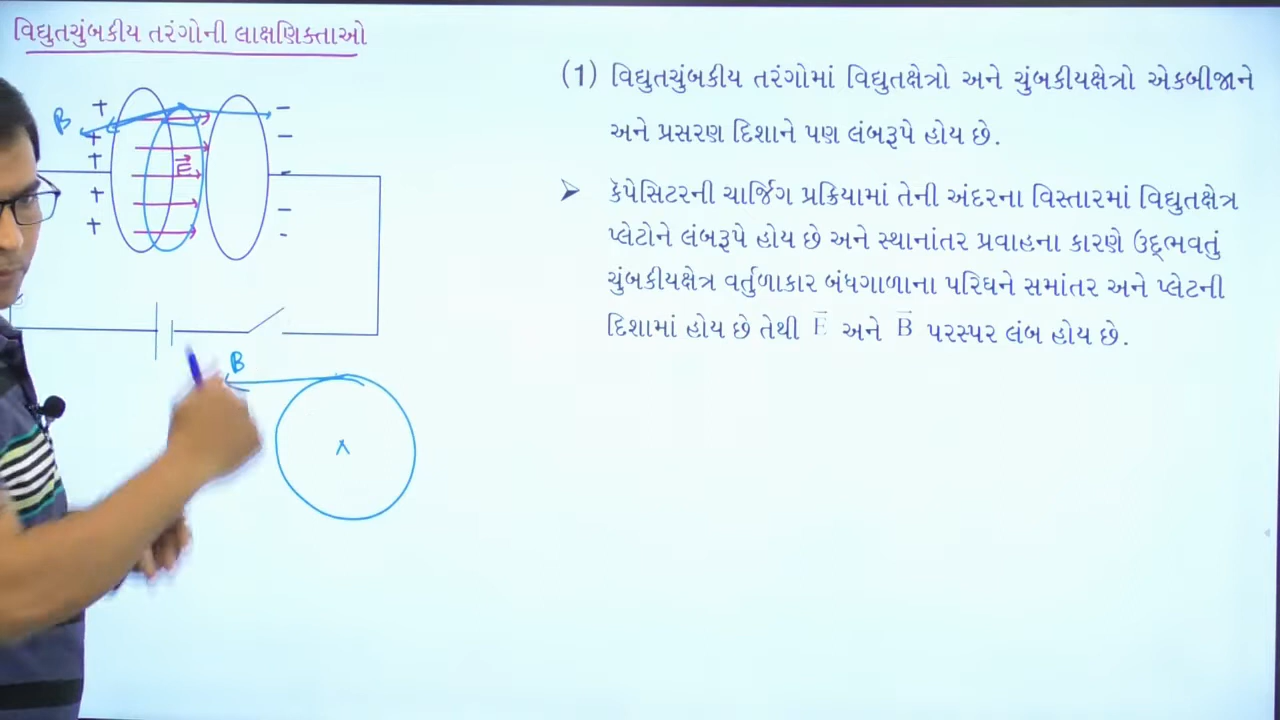 વિદ્યુતચુંબકીય તરંગોની લાક્ષણિક્તાઓ
(1) વિદ્યુતચુંબકીય તરંગોમાં વિદ્યુતક્ષેત્રો અને ચુંબકીયક્ષેત્રો એકબીજાને
અને પ્રસરણ દિશાને પણ લંબરૂપે હોય છે.
➤ કૅપેસિટરની ચાર્જિંગ પ્રક્રિયામાં તેની અંદરના વિસ્તારમાં વિદ્યુતક્ષેત્ર
પ્લેટોને લંબરૂપે હોય છે અને સ્થાનાંતર પ્રવાહના કારણે ઉદ્દભવતું
ચુંબકીયક્ષેત્ર વર્તુળાકાર બંધગાળાના પરિઘને સમાંતર અને પ્લેટની
દિશામાં હોય છે તેથી E⃗ અને B⃗ પરસ્પર લંબ હોય છે.
B
+ −
+ −
+ E⃗ −
+ −
+ -
B
x